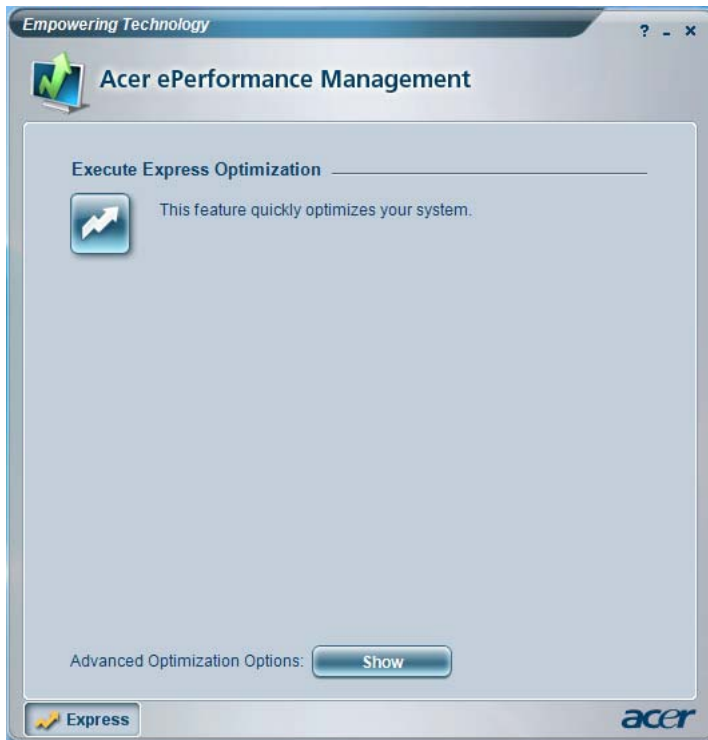 Empowering Technology
? - ×
Acer ePerformance Management
Execute Express Optimization
This feature quickly optimizes your system.
Advanced Optimization Options: Show
Express
acer